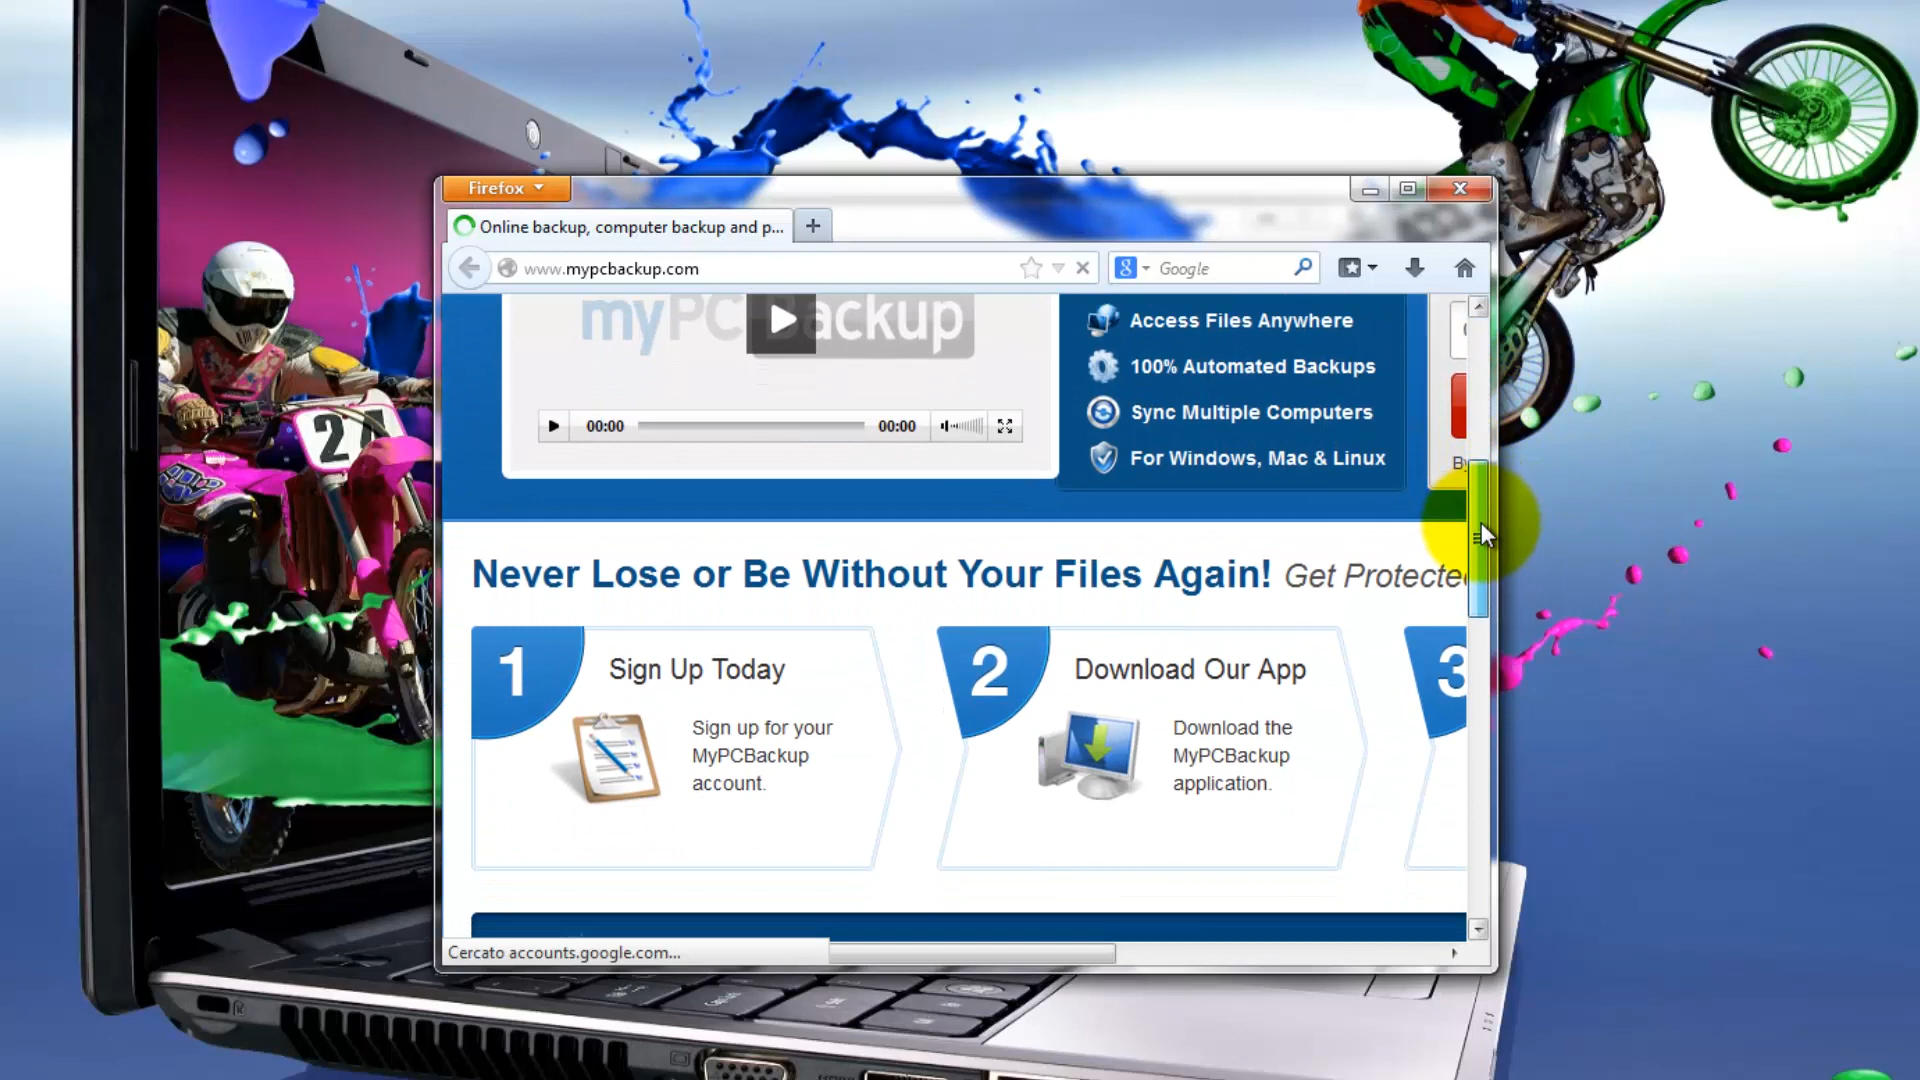 Firefox
Online backup, computer backup and p...
www.mypcbackup.com
Google
myPC Backup
Access Files Anywhere
100% Automated Backups
Sync Multiple Computers
For Windows, Mac & Linux
00:00
00:00
Never Lose or Be Without Your Files Again! Get Protected
1
Sign Up Today
Sign up for your
MyPCBackup
account.
2
Download Our App
Download the
MyPCBackup
application.
3
Cercato accounts.google.com...
24